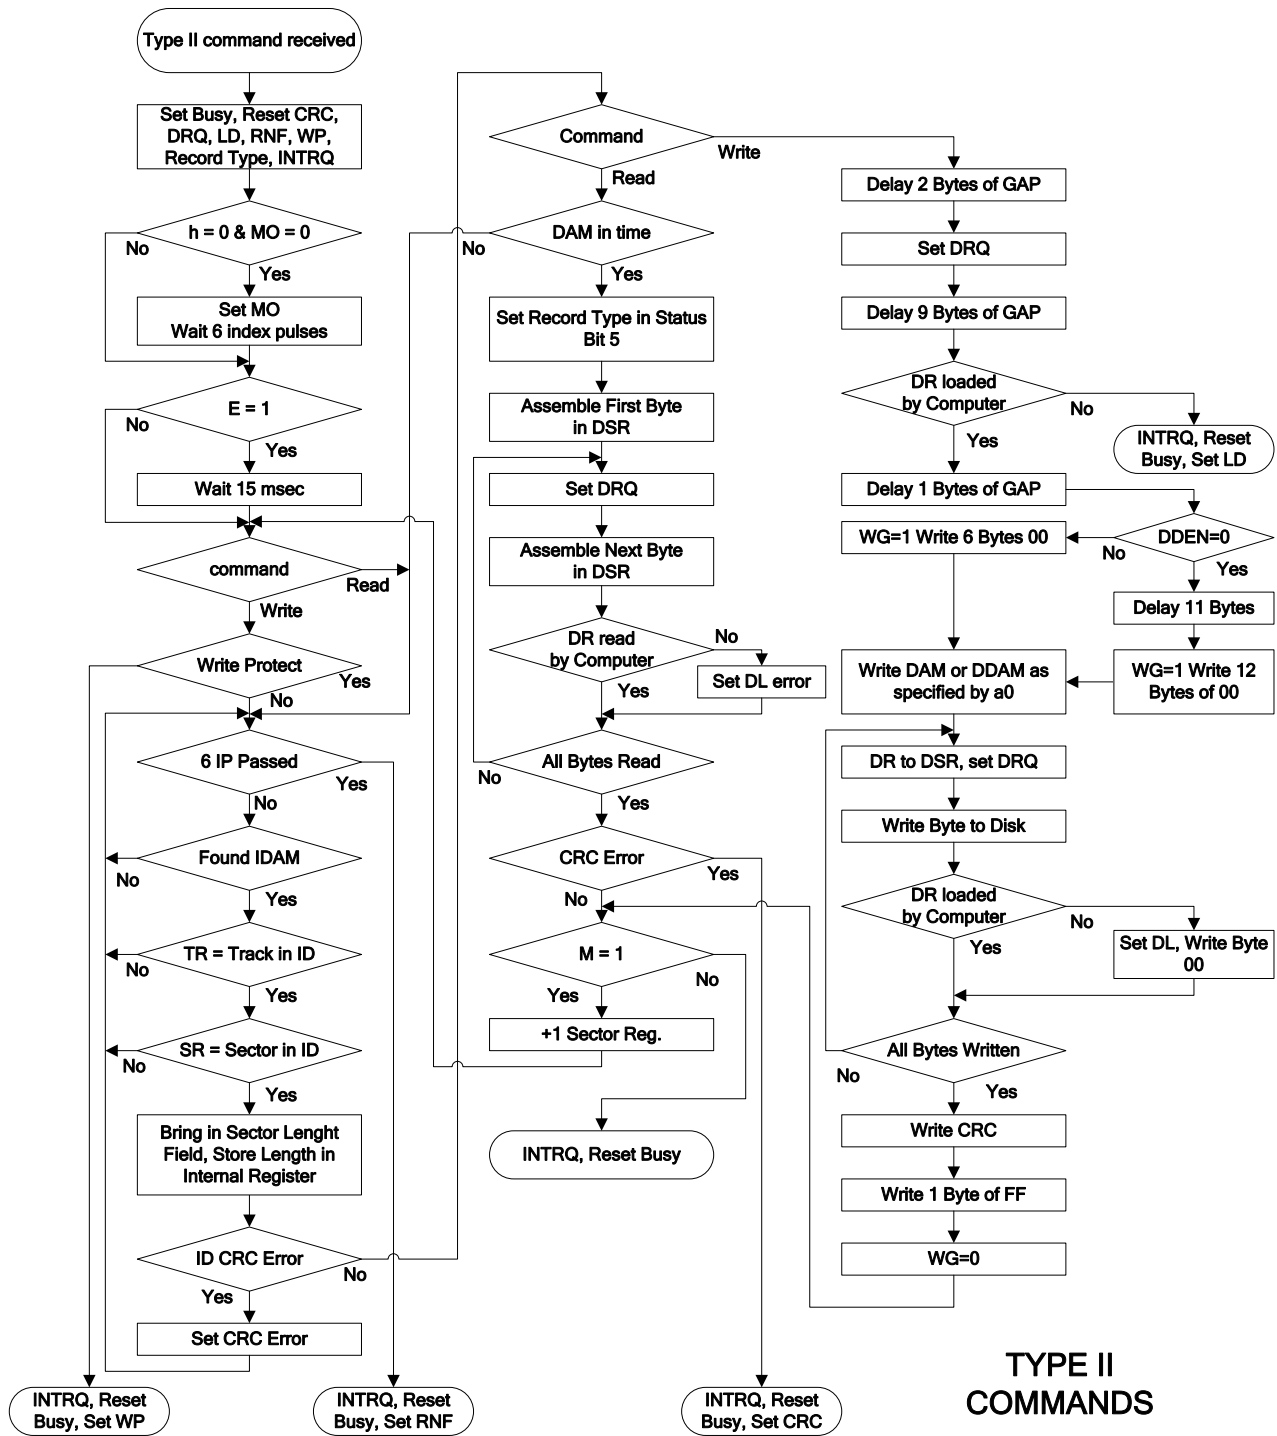 Type II command received
Set Busy, Reset CRC,
DRQ, LD, RNF, WP,
Record Type, INTRQ
h = 0 & MO = 0
No
Yes
Set MO
Wait 6 index pulses
E = 1
No
Yes
Wait 15 msec
command
Read
Write
Write Protect
Yes
No
6 IP Passed
Yes
No
Found IDAM
No
Yes
TR = Track in ID
No
Yes
SR = Sector in ID
No
Yes
Bring in Sector Lenght
Field, Store Length in
Internal Register
ID CRC Error
No
Yes
Set CRC Error
INTRQ, Reset
Busy, Set WP
INTRQ, Reset
Busy, Set RNF
Command
Write
Read
DAM in time
No
Yes
Set Record Type in Status
Bit 5
Assemble First Byte
in DSR
Set DRQ
Assemble Next Byte
in DSR
DR read
by Computer
No
Yes
Set DL error
All Bytes Read
No
Yes
CRC Error
Yes
No
M = 1
No
Yes
+1 Sector Reg.
INTRQ, Reset Busy
INTRQ, Reset
Busy, Set CRC
Delay 2 Bytes of GAP
Set DRQ
Delay 9 Bytes of GAP
DR loaded
by Computer
No
Yes
INTRQ, Reset
Busy, Set LD
Delay 1 Bytes of GAP
DDEN=0
No
Yes
WG=1 Write 6 Bytes 00
Delay 11 Bytes
WG=1 Write 12
Bytes of 00
Write DAM or DDAM as
specified by a0
DR to DSR, set DRQ
Write Byte to Disk
DR loaded
by Computer
No
Yes
Set DL, Write Byte
00
All Bytes Written
No
Yes
Write CRC
Write 1 Byte of FF
WG=0
TYPE II
COMMANDS